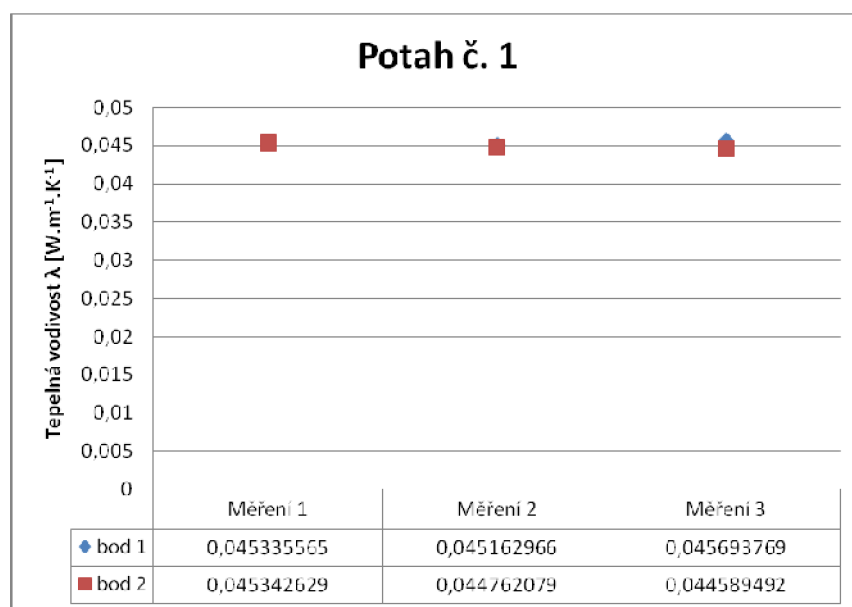 Potah č. 1
Tepelná vodivost λ [W.m⁻¹.K⁻¹]
0,05
0,045
0,04
0,035
0,03
0,025
0,02
0,015
0,01
0,005
0
Měření 1 Měření 2 Měření 3
bod 1 0,045335565 0,045162966 0,045693769
bod 2 0,045342629 0,044762079 0,044589492